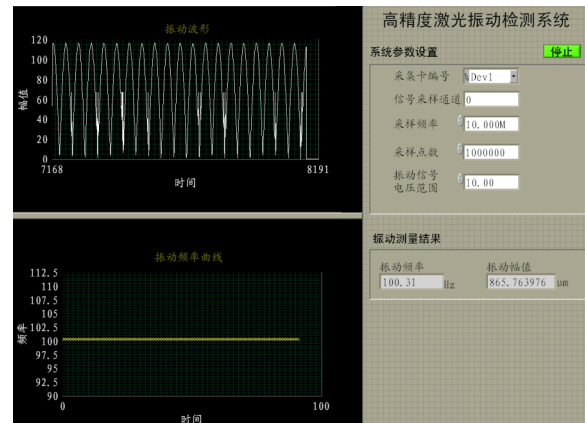 高精度激光振动检测系统
振动波形
120
100
80
60
40
20
0
幅值
7168
8191
时间
系统参数设置
停止
采集卡编号
Dev1
信号采样通道
0
采样频率
10.000M
采样点数
1000000
振动信号
电压范围
10.00
振动频率曲线
112.5
110
107.5
105
102.5
100
97.5
95
92.5
90
频率
0
100
时间
振动测量结果
振动频率
100.31
Hz
振动幅值
865.763976
um